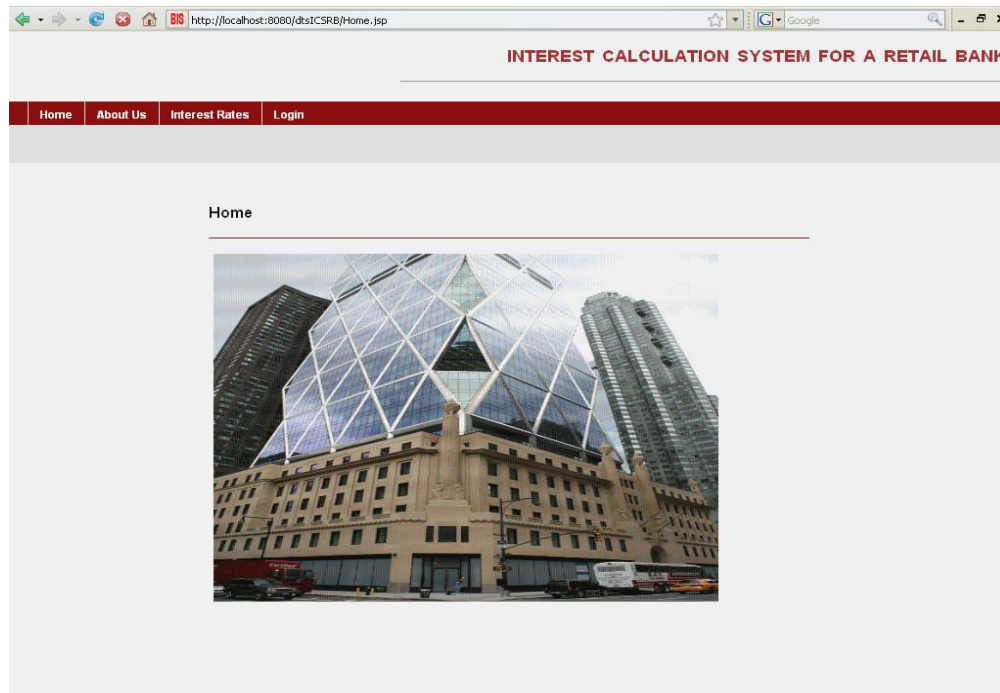 BIS http://localhost:8080/dtsICSRB/Home.jsp G Google
INTEREST CALCULATION SYSTEM FOR A RETAIL BANK
Home About Us Interest Rates Login
Home